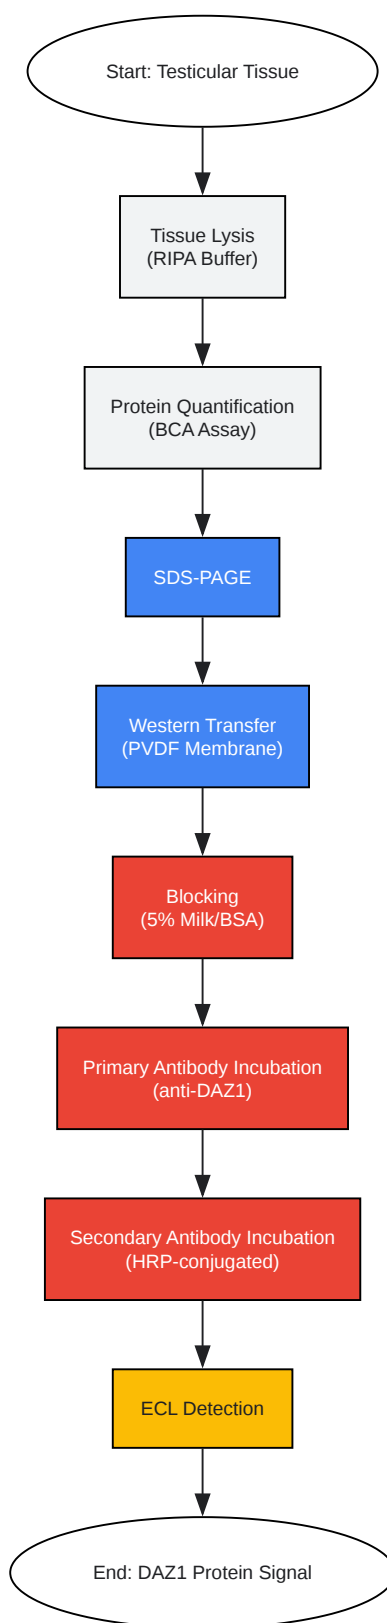 Start: Testicular Tissue
Tissue Lysis
(RIPA Buffer)
Protein Quantification
(BCA Assay)
SDS-PAGE
Western Transfer
(PVDF Membrane)
Blocking
(5% Milk/BSA)
Primary Antibody Incubation
(anti-DAZ1)
Secondary Antibody Incubation
(HRP-conjugated)
ECL Detection
End: DAZ1 Protein Signal